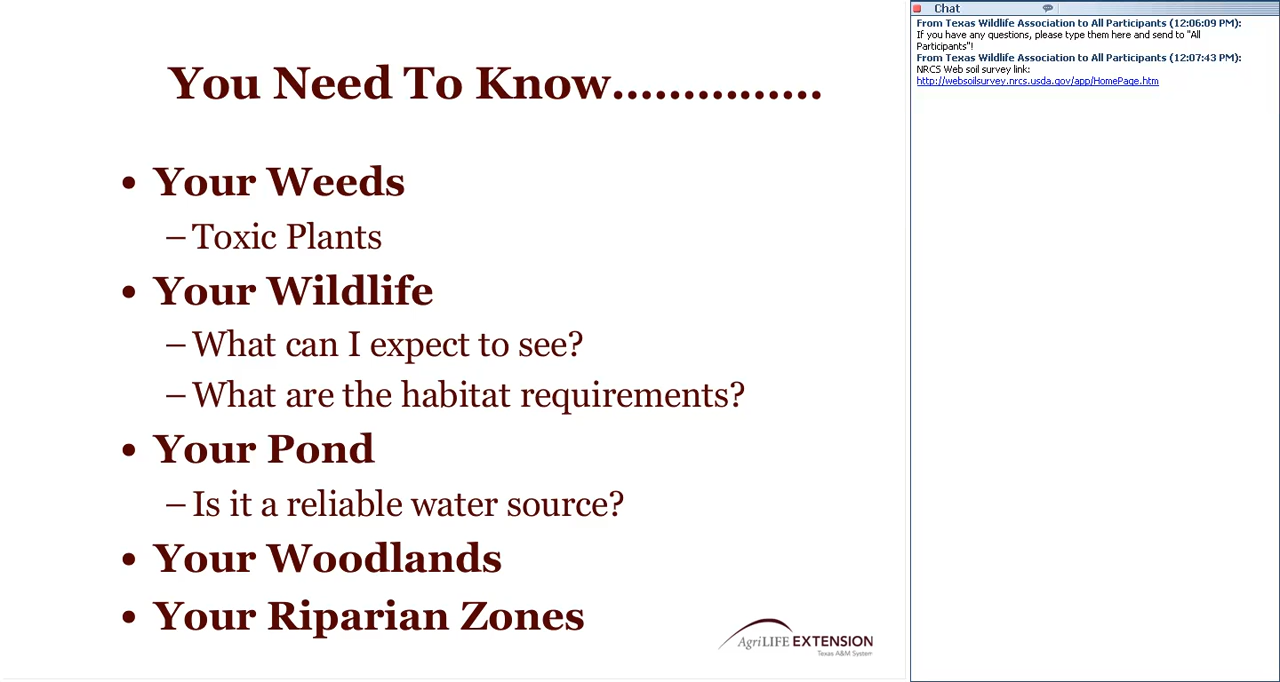 You Need To Know...............
• Your Weeds
– Toxic Plants
• Your Wildlife
– What can I expect to see?
– What are the habitat requirements?
• Your Pond
– Is it a reliable water source?
• Your Woodlands
• Your Riparian Zones
AgriLIFE EXTENSION
Texas A&M System
Chat
From Texas Wildlife Association to All Participants (12:06:09 PM):
If you have any questions, please type them here and send to "All
Participants"!
From Texas Wildlife Association to All Participants (12:07:43 PM):
NRCS Web soil survey link:
http://websoilsurvey.nrcs.usda.gov/app/HomePage.htm